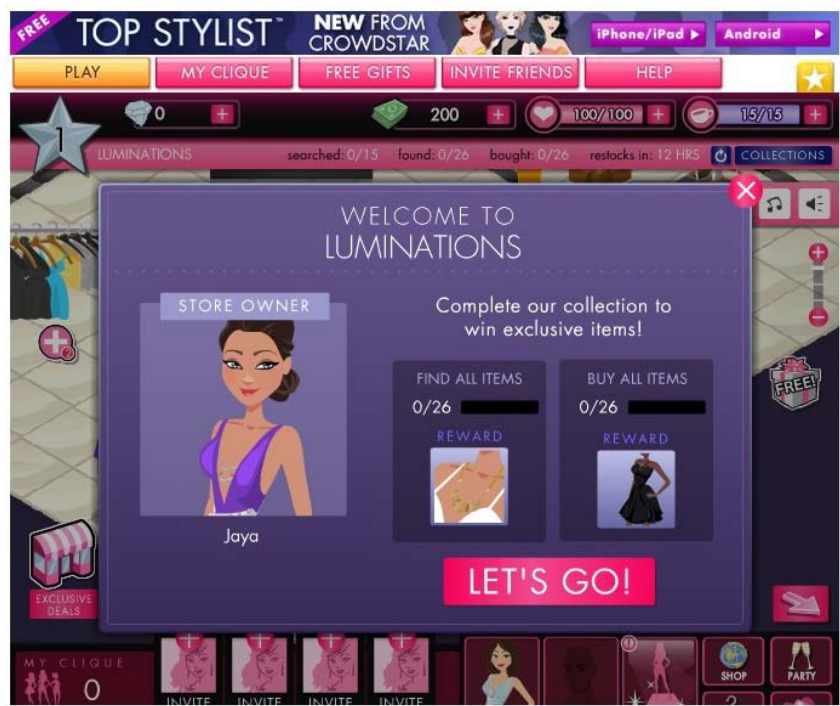 FREE
TOP STYLIST™
NEW FROM
CROWDSTAR
iPhone/iPod
Android
PLAY
MY CLIQUE
FREE GIFTS
INVITE FRIENDS
HELP
1
0
200
100/100
15/15
LUMINATIONS
searched: 0/15
found: 0/26
bought: 0/26
restocks in: 12 HRS
COLLECTIONS
WELCOME TO
LUMINATIONS
STORE OWNER
Jaya
Complete our collection to
win exclusive items!
FIND ALL ITEMS
0/26
REWARD
BUY ALL ITEMS
0/26
REWARD
LET'S GO!
FREE!
EXCLUSIVE
DEALS
MY CLIQUE
0
INVITE
INVITE
INVITE
INVITE
SHOP
PARTY